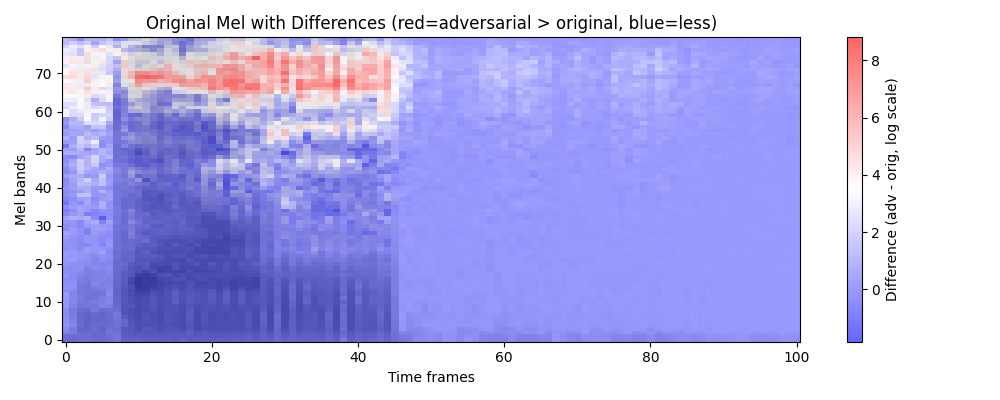 Original Mel with Differences (red=adversarial > original, blue=less)
Mel bands
70
60
50
40
30
20
10
0
0 20 40 60 80 100
Time frames
8
6
4
2
0
Difference (adv - orig, log scale)